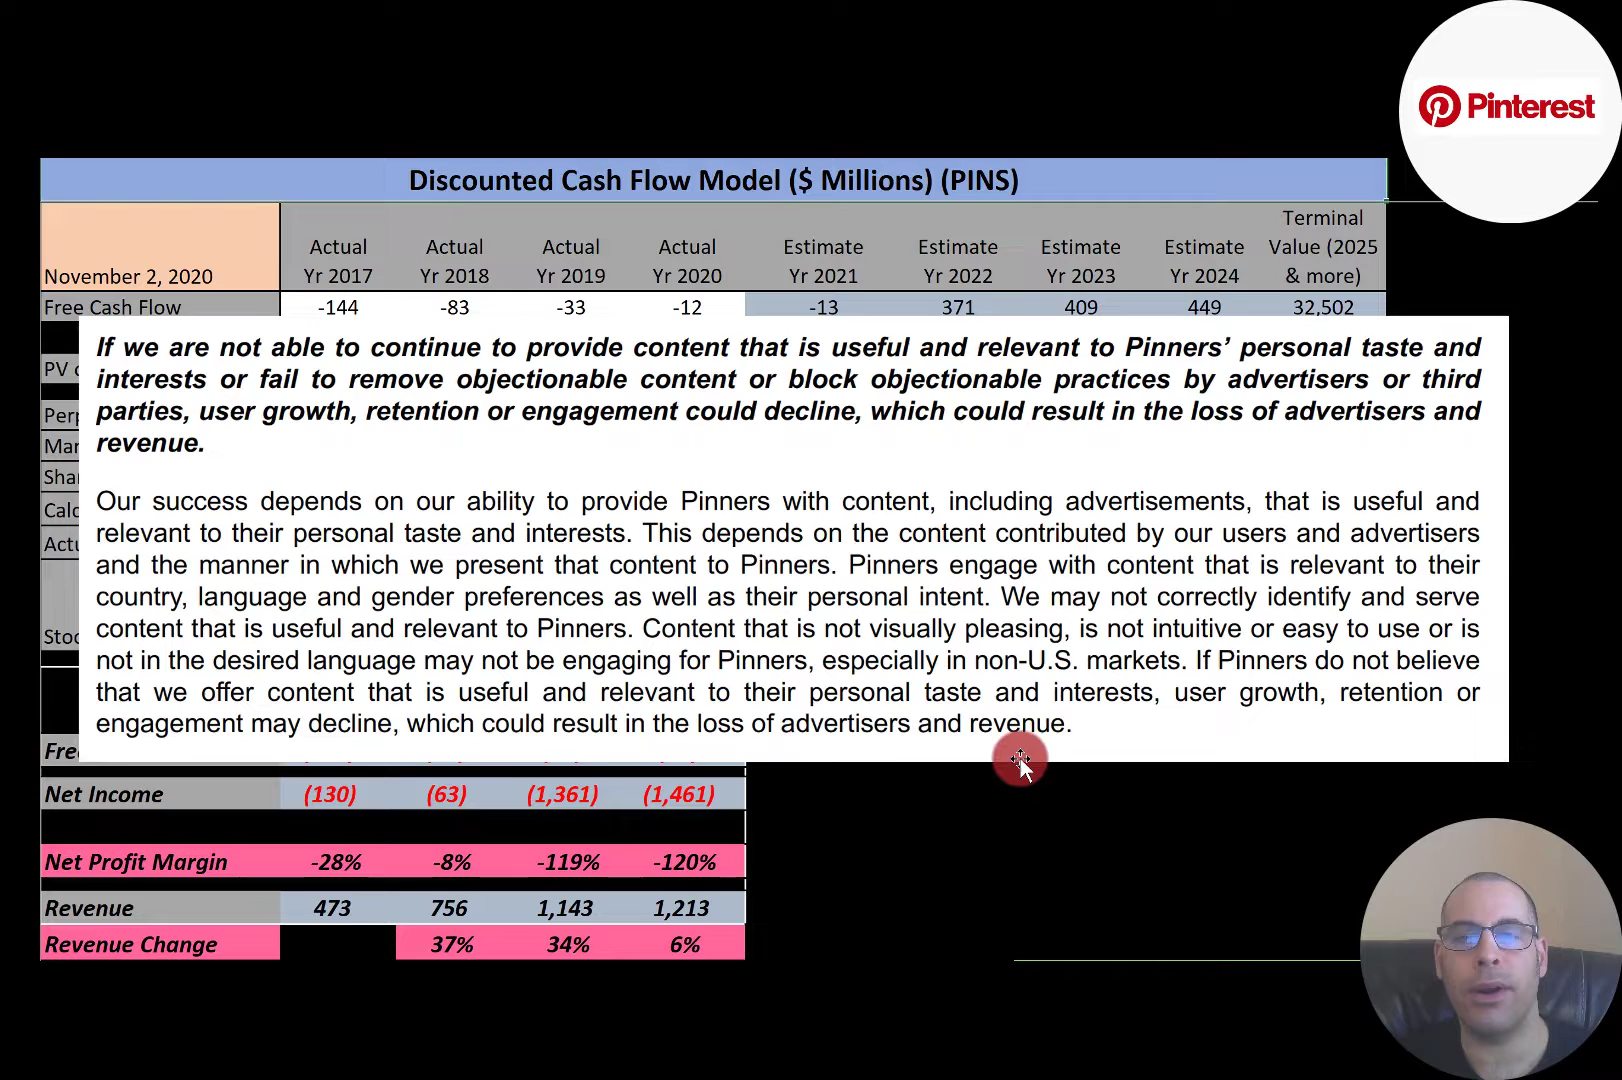 Pinterest
Discounted Cash Flow Model ($ Millions) (PINS)
November 2, 2020 Actual Yr 2017 Actual Yr 2018 Actual Yr 2019 Actual Yr 2020 Estimate Yr 2021 Estimate Yr 2022 Estimate Yr 2023 Estimate Yr 2024 Terminal Value (2025 & more)
Free Cash Flow -144 -83 -33 -12 -13 371 409 449 32,502
If we are not able to continue to provide content that is useful and relevant to Pinners’ personal taste and
interests or fail to remove objectionable content or block objectionable practices by advertisers or third
parties, user growth, retention or engagement could decline, which could result in the loss of advertisers and
revenue.
Our success depends on our ability to provide Pinners with content, including advertisements, that is useful and
relevant to their personal taste and interests. This depends on the content contributed by our users and advertisers
and the manner in which we present that content to Pinners. Pinners engage with content that is relevant to their
country, language and gender preferences as well as their personal intent. We may not correctly identify and serve
content that is useful and relevant to Pinners. Content that is not visually pleasing, is not intuitive or easy to use or is
not in the desired language may not be engaging for Pinners, especially in non-U.S. markets. If Pinners do not believe
that we offer content that is useful and relevant to their personal taste and interests, user growth, retention or
engagement may decline, which could result in the loss of advertisers and revenue.
PV
Net Income (130) (63) (1,361) (1,461)
Net Profit Margin -28% -8% -119% -120%
Revenue 473 756 1,143 1,213
Revenue Change 37% 34% 6%